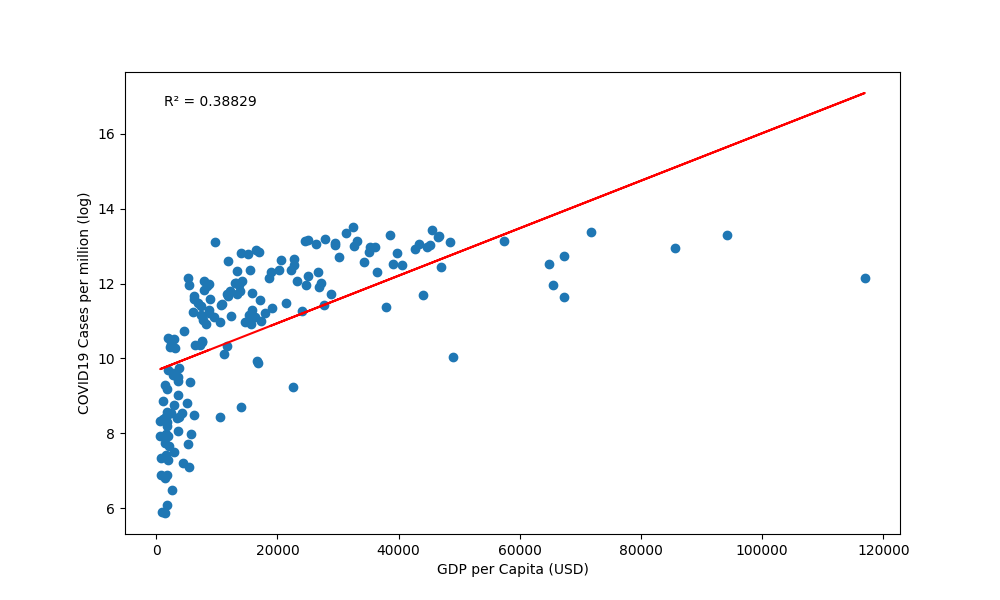 R² = 0.38829
16
14
12
10
8
6
COVID19 Cases per million (log)
0 20000 40000 60000 80000 100000 120000
GDP per Capita (USD)